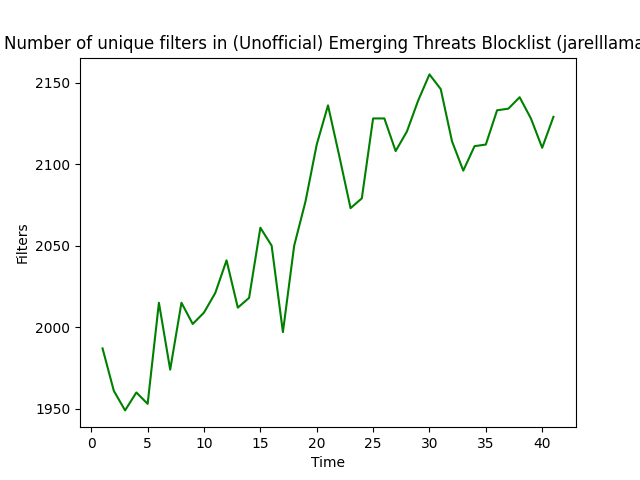 Number of unique filters in (Unofficial) Emerging Threats Blocklist (jarelllama
2150
2100
2050
2000
1950
Filters
0 5 10 15 20 25 30 35 40
Time